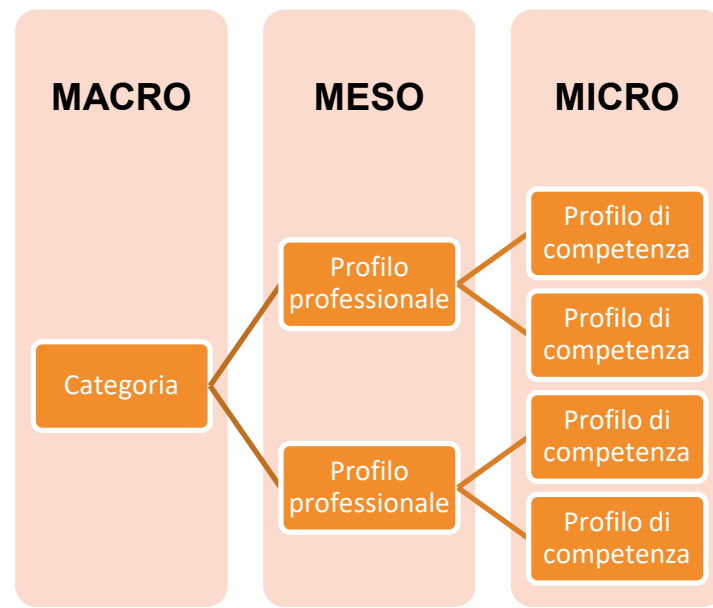 MACRO
MESO
MICRO
Categoria
Profilo
professionale
Profilo
professionale
Profilo di
competenza
Profilo di
competenza
Profilo di
competenza
Profilo di
competenza